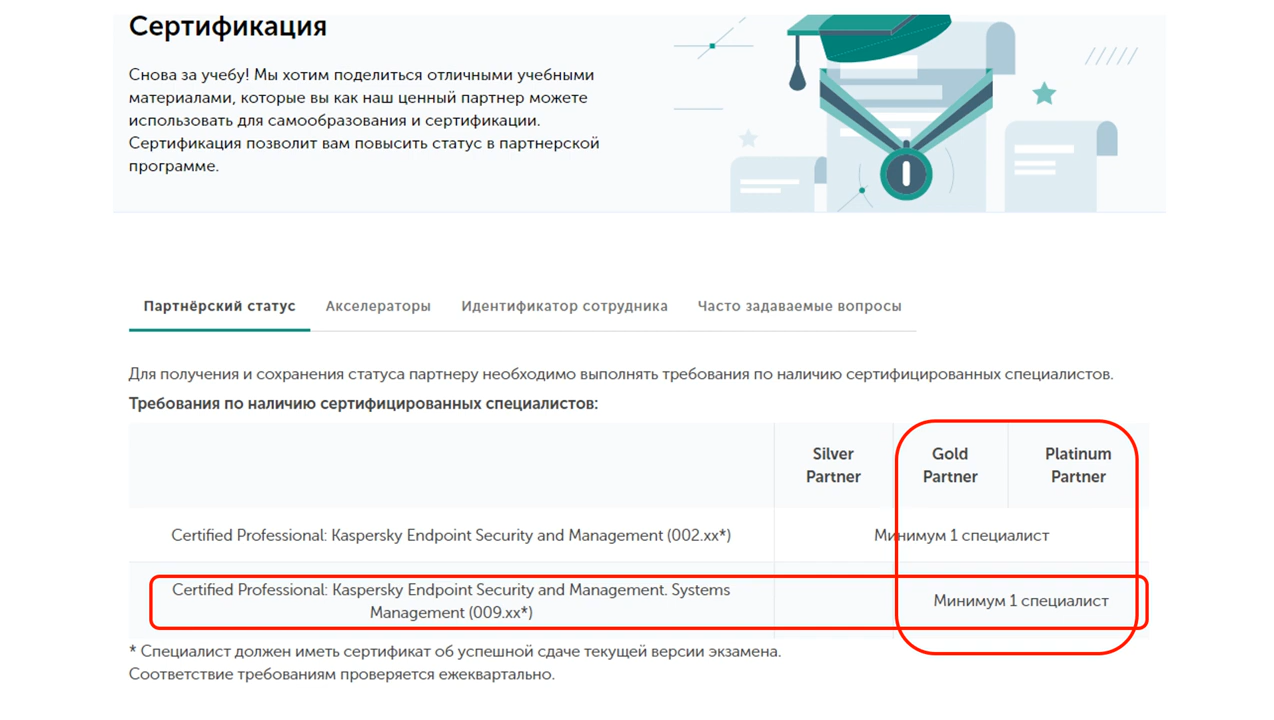 Сертификация
Снова за учебу! Мы хотим поделиться отличными учебными
материалами, которые вы как наш ценный партнер можете
использовать для самообразования и сертификации.
Сертификация позволит вам повысить статус в партнерской
программе.
Партнёрский статус Акселераторы Идентификатор сотрудника Часто задаваемые вопросы
Для получения и сохранения статуса партнеру необходимо выполнять требования по наличию сертифицированных специалистов.
Требования по наличию сертифицированных специалистов:
Silver Gold Platinum
Partner Partner Partner
Certified Professional: Kaspersky Endpoint Security and Management (002.xx*) Минимум 1 специалист
Certified Professional: Kaspersky Endpoint Security and Management. Systems
Management (009.xx*) Минимум 1 специалист
* Специалист должен иметь сертификат об успешной сдаче текущей версии экзамена.
Соответствие требованиям проверяется ежеквартально.